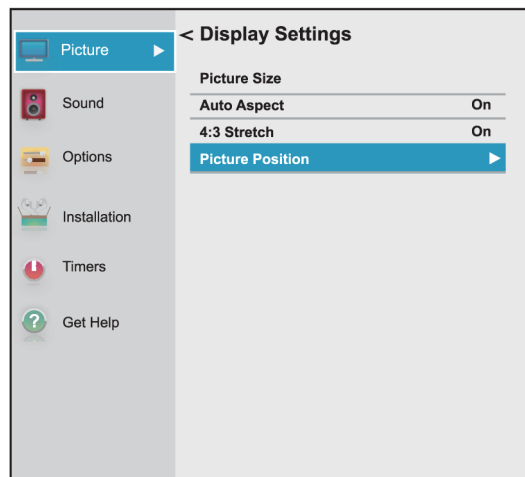 Picture
Sound
Options
Installation
Timers
Get Help
< Display Settings
Picture Size
Auto Aspect On
4:3 Stretch On
Picture Position
?